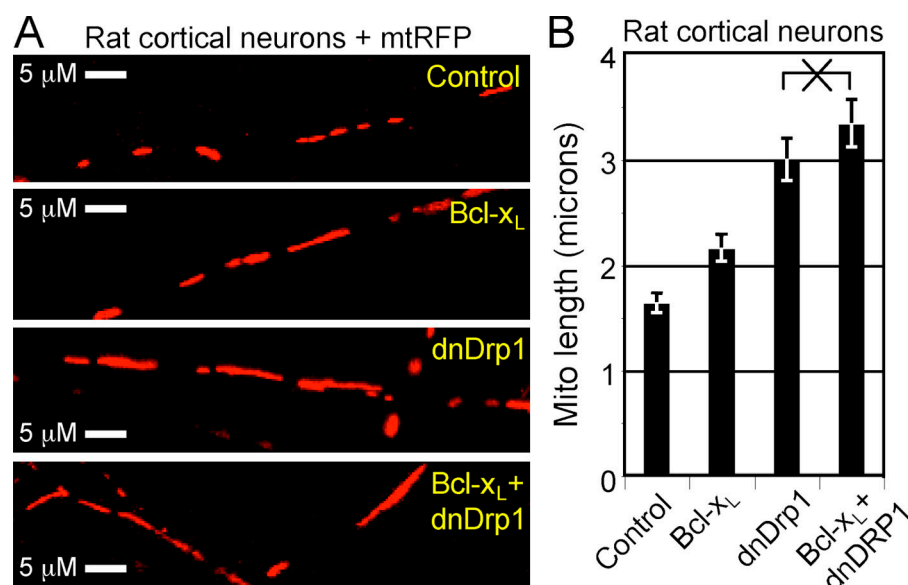 A
Rat cortical neurons + mtRFP
5 μM
Control
5 μM
Bcl-xL
dnDrp1
5 μM
Bcl-xL+
dnDrp1
5 μM
B
Rat cortical neurons
Mito length (microns)
4
3
2
1
0
Control
Bcl-xL
dnDrp1
Bcl-xL+
dnDRP1